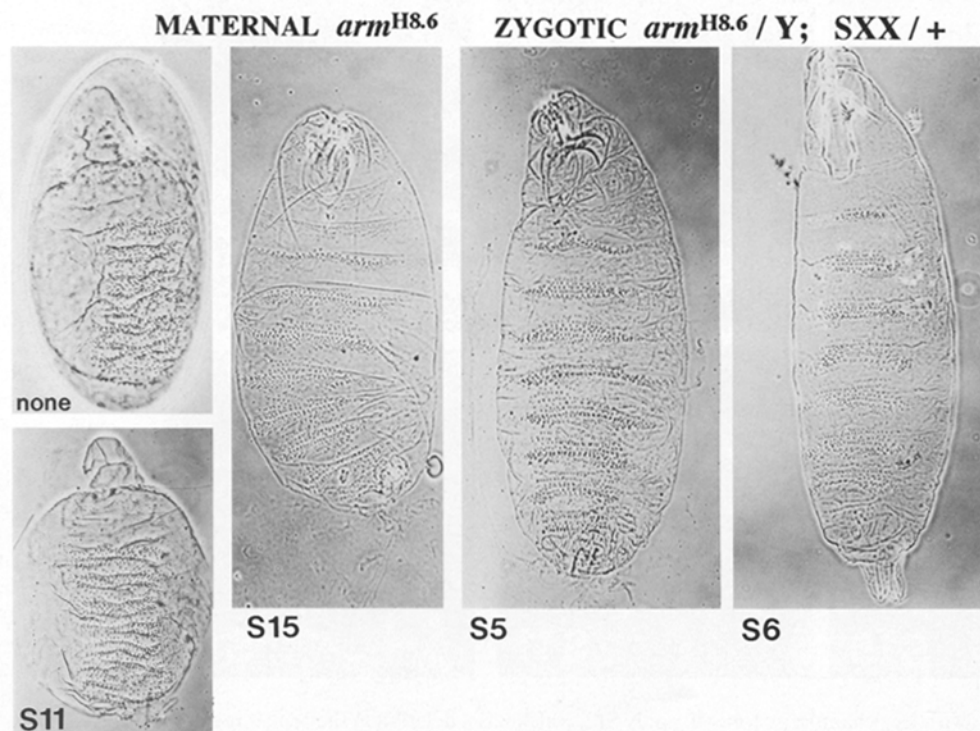 MATERNAL armH8.6
ZYGOTIC armH8.6 / Y; SXX / +
none
S15
S5
S6
S11